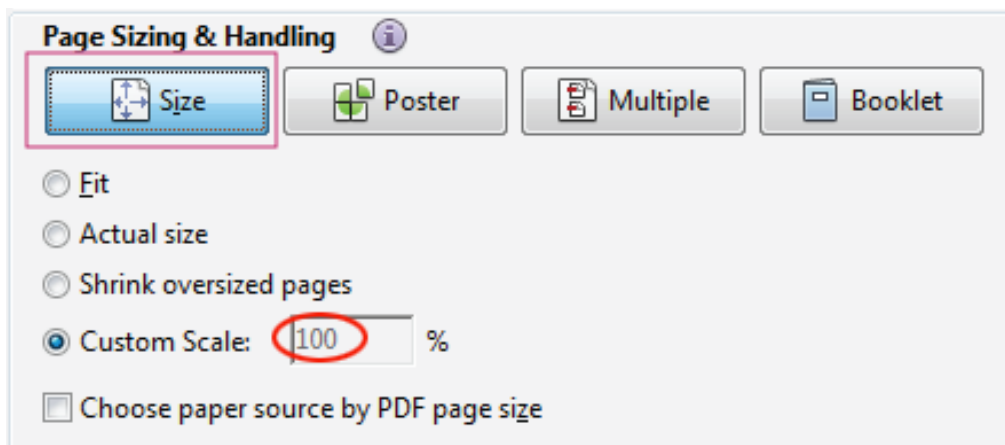 Page Sizing & Handling
Size Poster Multiple Booklet
Fit
Actual size
Shrink oversized pages
Custom Scale: 100 %
Choose paper source by PDF page size